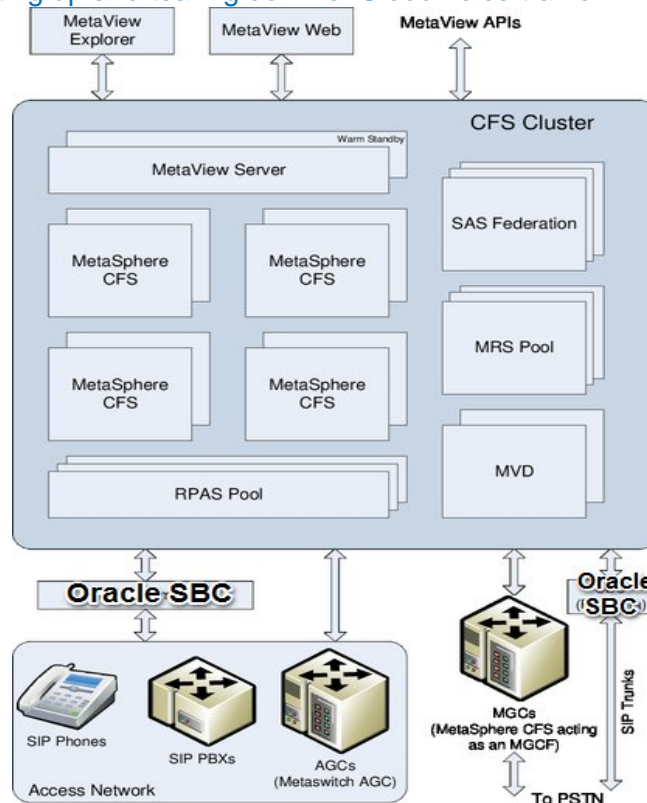 MetaView
Explorer
MetaView Web
MetaView APIs
CFS Cluster
Warm Standby
MetaView Server
SAS Federation
MetaSphere
CFS
MetaSphere
CFS
MRS Pool
MetaSphere
CFS
MetaSphere
CFS
MVD
RPAS Pool
Oracle SBC
Oracle
SBC
SIP Phones
SIP PBXs
AGCs
(Metaswitch AGC)
Access Network
MGCs
(MetaSphere CFS acting
as an MGCF)
SIP Trunks
To PSTN